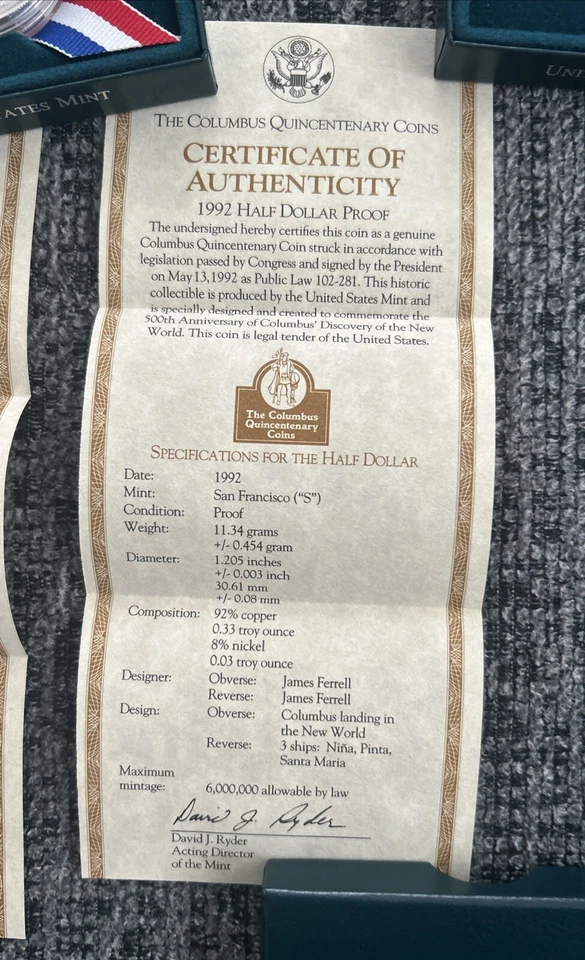 ATES MINT
UN
THE COLUMBUS QUINCENTENARY COINS
CERTIFICATE OF
AUTHENTICITY
1992 HALF DOLLAR PROOF
The undersigned hereby certifies this coin as a genuine
Columbus Quincentenary Coin struck in accordance with
legislation passed by Congress and signed by the President
on May 13, 1992 as Public Law 102-281. This historic
collectible is produced by the United States Mint and
is specially designed and created to commemorate the
500th Anniversary of Columbus' Discovery of the New
World. This coin is legal tender of the United States.
The Columbus
Quincentenary
Coins
SPECIFICATIONS FOR THE HALF DOLLAR
Date: 1992
Mint: San Francisco ("S")
Condition: Proof
Weight: 11.34 grams
+/- 0.454 gram
Diameter: 1.205 inches
+/- 0.003 inch
30.61 mm
+/- 0.08 mm
Composition: 92% copper
0.33 troy ounce
8% nickel
0.03 troy ounce
Designer: Obverse: James Ferrell
Reverse: James Ferrell
Design: Obverse: Columbus landing in
the New World
Reverse: 3 ships: Niña, Pinta,
Santa Maria
Maximum
mintage: 6,000,000 allowable by law
David J. Ryder
David J. Ryder
Acting Director
of the Mint